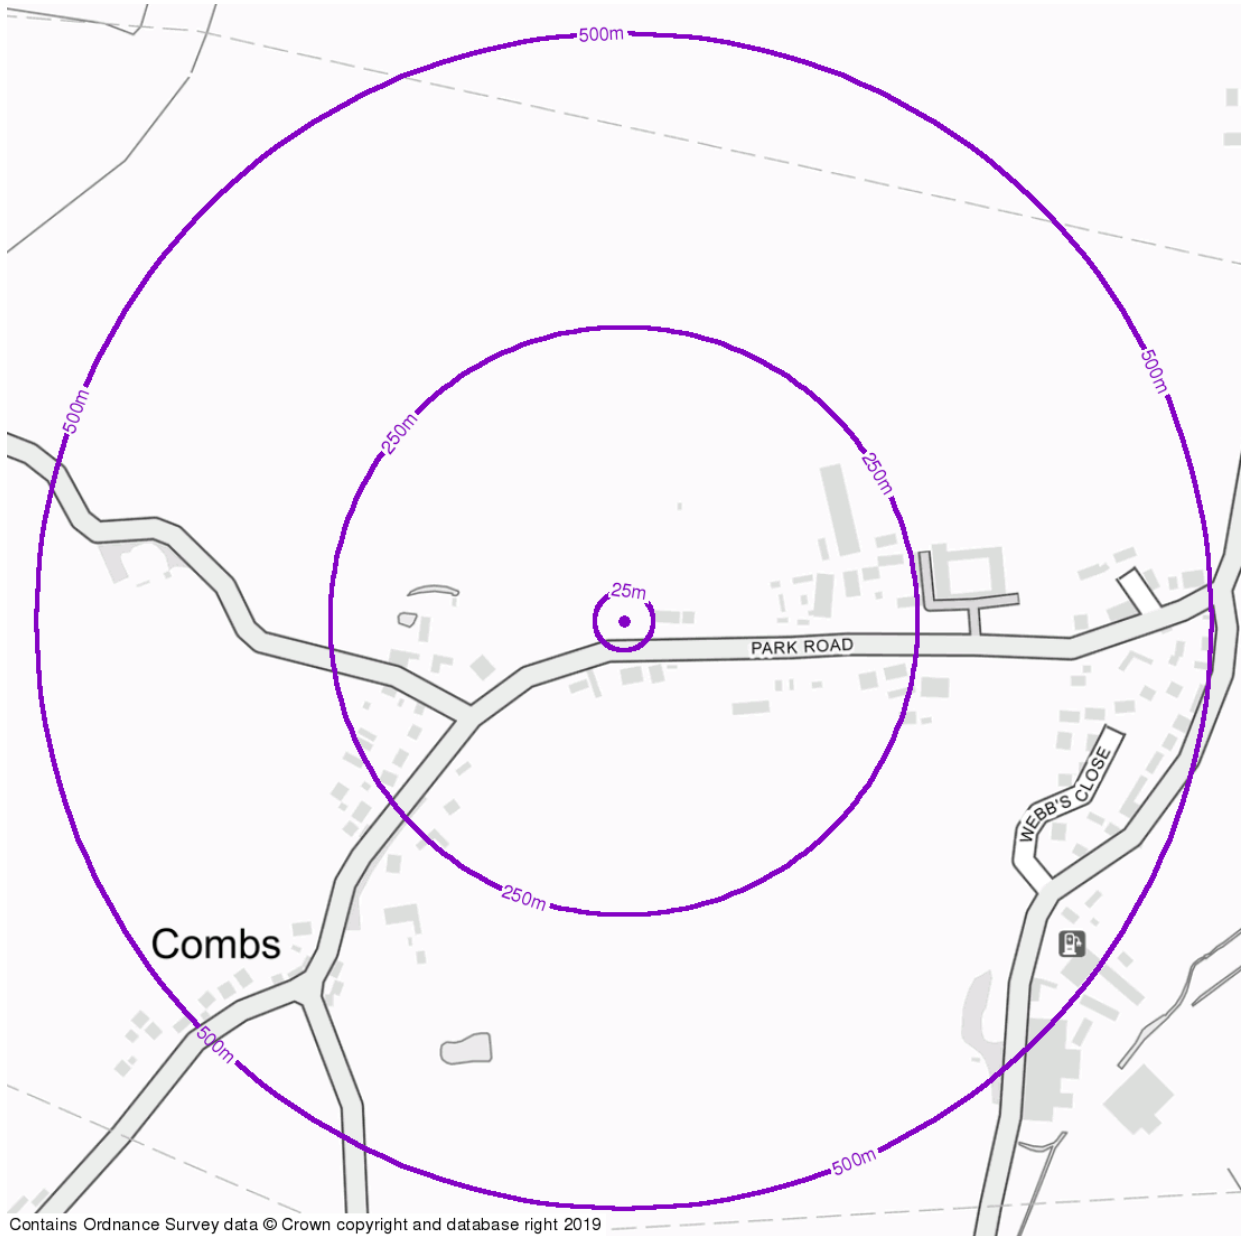 500m
500m
500m
250m
250m
25m
PARK ROAD
WEBB'S CLOSE
250m
Combs
500m
500m
Contains Ordnance Survey data © Crown copyright and database right 2019